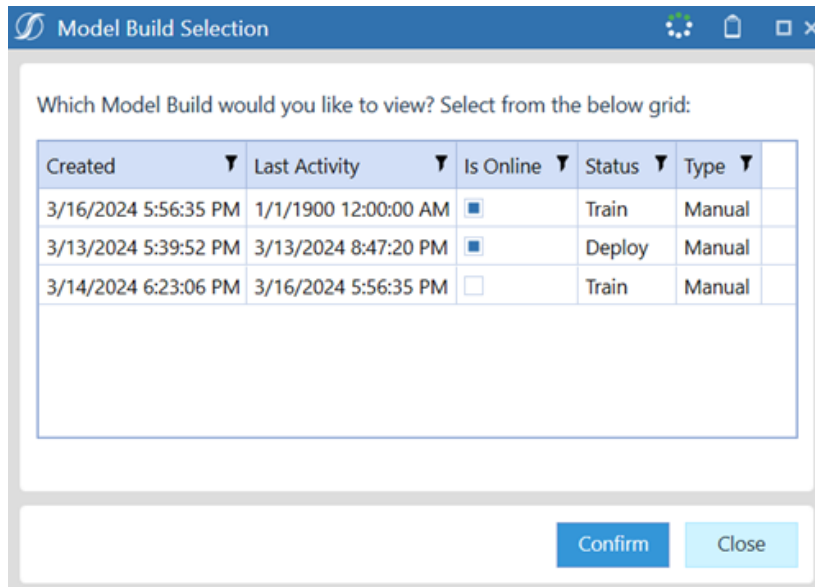 Model Build Selection
Which Model Build would you like to view? Select from the below grid:
Created Last Activity Is Online Status Type
3/16/2024 5:56:35 PM 1/1/1900 12:00:00 AM Train Manual
3/13/2024 5:39:52 PM 3/13/2024 8:47:20 PM Deploy Manual
3/14/2024 6:23:06 PM 3/16/2024 5:56:35 PM Train Manual
Confirm Close